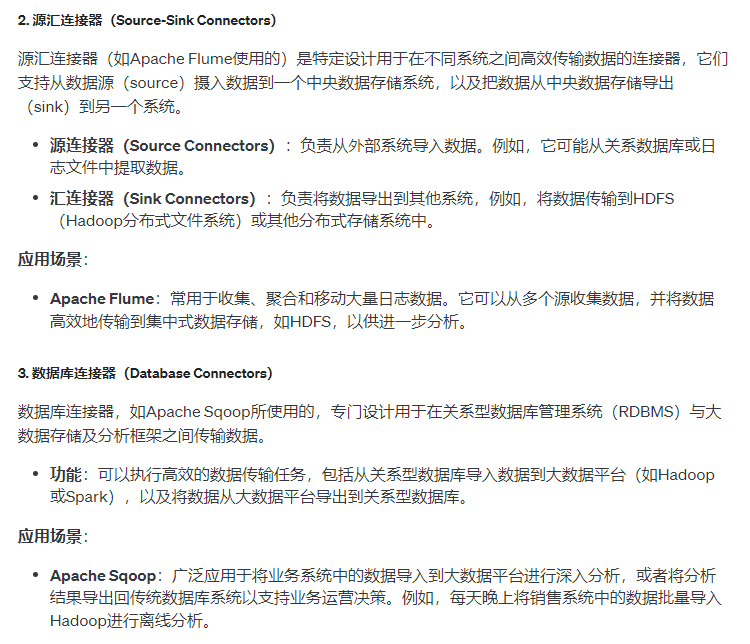 2. 源汇连接器（Source-Sink Connectors）
源汇连接器（如Apache Flume使用的）是特定设计用于在不同系统之间高效传输数据的连接器，它们
支持从数据源（source）摄入数据到一个中央数据存储系统，以及把数据从中央数据存储导出
（sink）到另一个系统。
• 源连接器（Source Connectors）：负责从外部系统导入数据。例如，它可能从关系数据库或日
志文件中提取数据。
• 汇连接器（Sink Connectors）：负责将数据导出到其他系统，例如，将数据传输到HDFS
（Hadoop分布式文件系统）或其他分布式存储系统中。
应用场景：
• Apache Flume：常用于收集、聚合和移动大量日志数据。它可以从多个源收集数据，并将数据
高效地传输到集中式数据存储，如HDFS，以供进一步分析。
3. 数据库连接器（Database Connectors）
数据库连接器，如Apache Sqoop所使用的，专门设计用于在关系型数据库管理系统（RDBMS）与大
数据存储及分析框架之间传输数据。
• 功能：可以执行高效的数据传输任务，包括从关系型数据库导入数据到大数据平台（如Hadoop
或Spark），以及将数据从大数据平台导出到关系型数据库。
应用场景：
• Apache Sqoop：广泛应用于将业务系统中的数据导入到大数据平台进行深入分析，或者将分析
结果导出回传统数据库系统以支持业务运营决策。例如，每天晚上将销售系统中的数据批量导入
Hadoop进行离线分析。